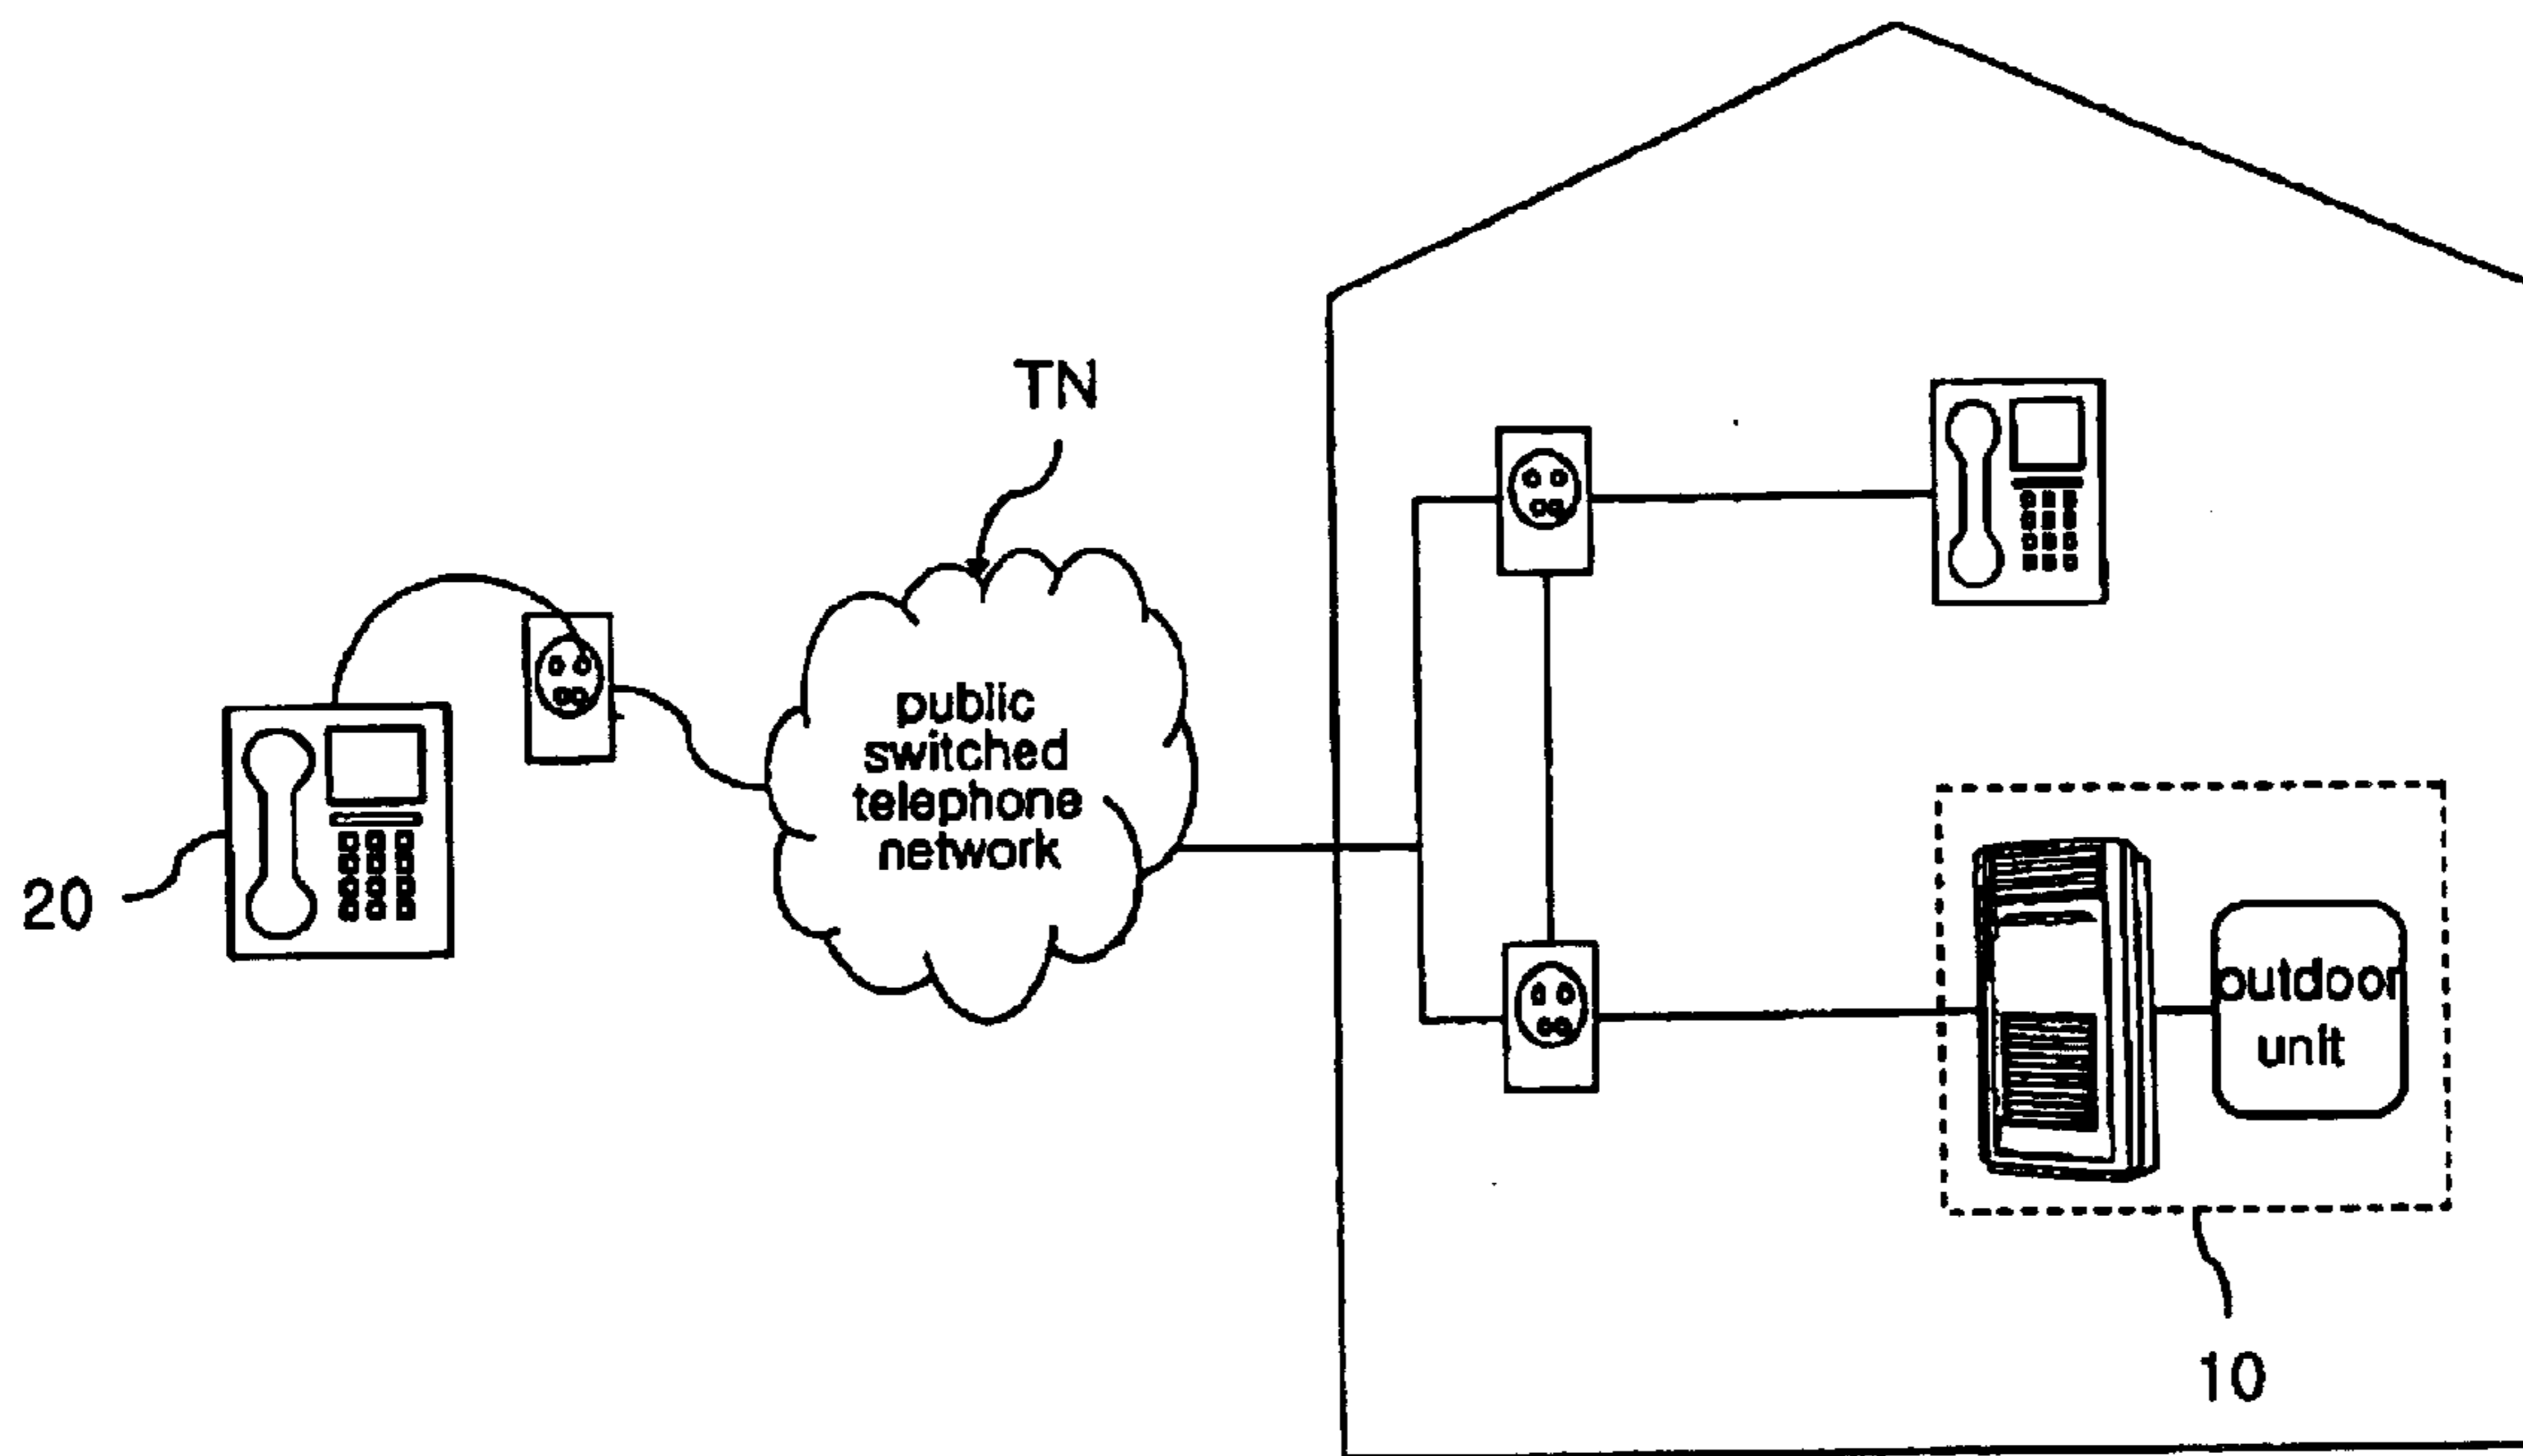 TN
public
switched
telephone
network
20
outdoor
unit
10